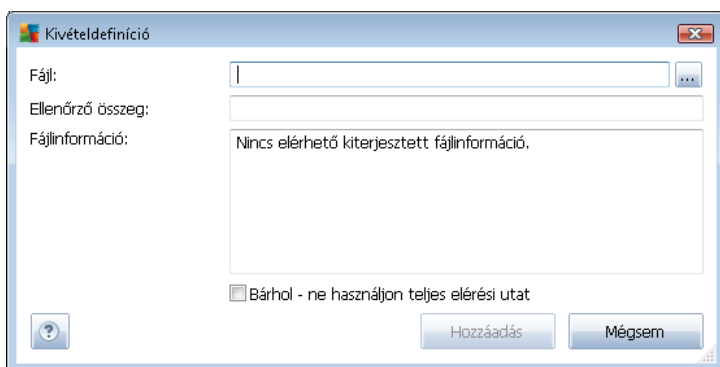 Kivételdefiníció
Fájl:
...
Ellenőrző összeg:
Fájlinformáció:
Nincs elérhető kiterjesztett fájlinformáció.
Bárhol - ne használjon teljes elérési utat
?
Hozzáadás
Mégsem